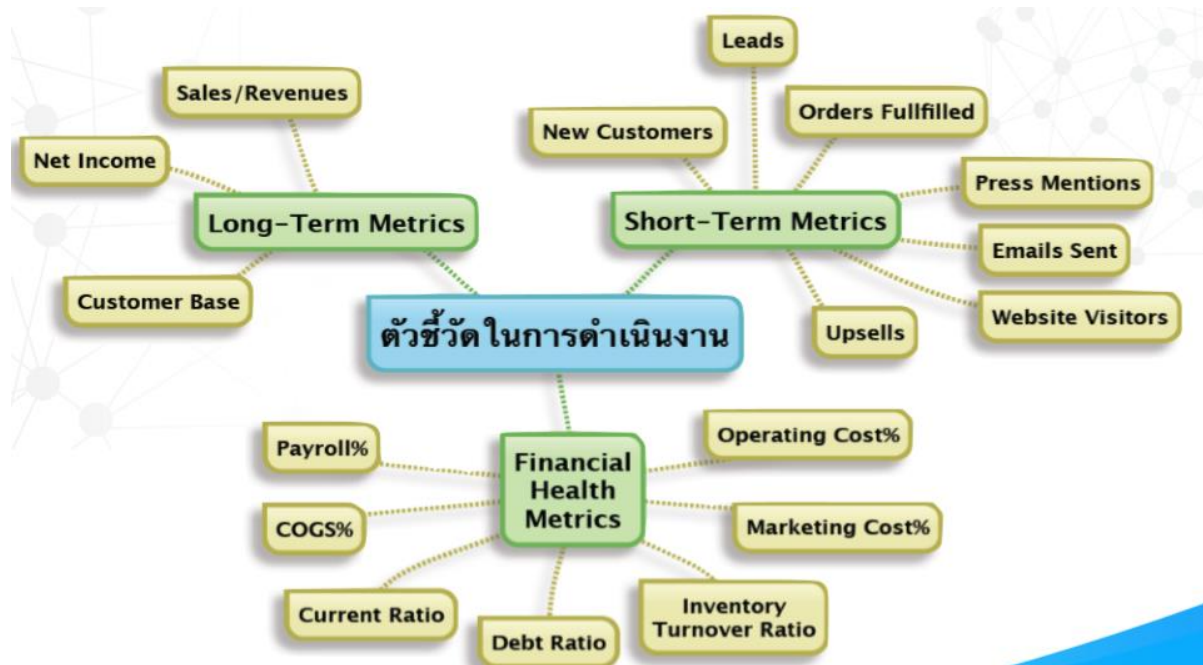 Leads
Sales/Revenues
Orders Fullfilled
New Customers
Net Income
Press Mentions
Long-Term Metrics
Short-Term Metrics
Emails Sent
Customer Base
Website Visitors
ตัวชี้วัดในการดำเนินงาน
Upsells
Payroll%
Operating Cost%
Financial
Health
Metrics
COGS%
Marketing Cost%
Current Ratio
Debt Ratio
Inventory
Turnover Ratio